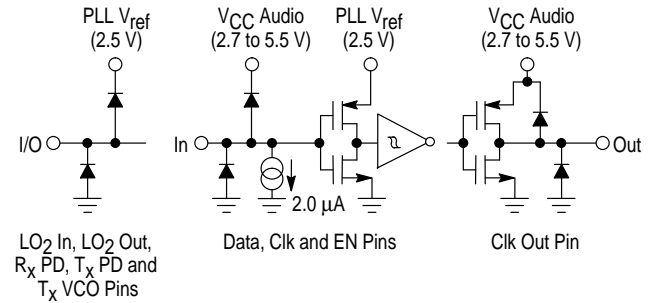 PLL Vref
(2.5 V)
VCC Audio
(2.7 to 5.5 V)
PLL Vref
(2.5 V)
VCC Audio
(2.7 to 5.5 V)
I/O
In
2.0 μA
Out
LO2 In, LO2 Out,
Rx PD, Tx PD and
Tx VCO Pins
Data, Clk and EN Pins
Clk Out Pin